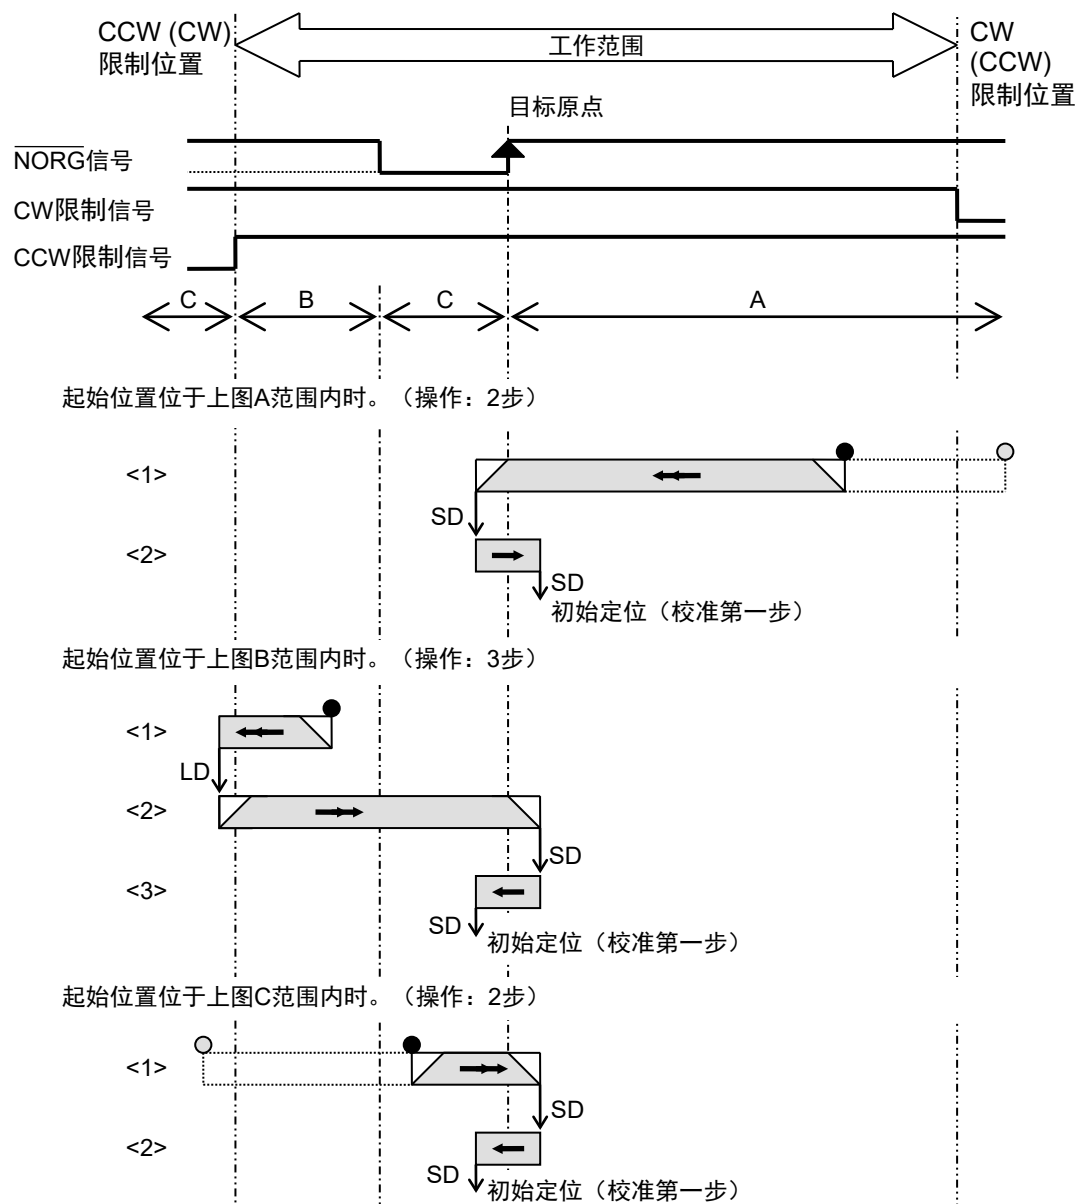 CCW (CW)
限制位置
工作范围
CW
(CCW)
限制位置
目标原点
NORG信号
CW限制信号
CCW限制信号
C
B
C
A
起始位置位于上图A范围内时。（操作：2步）
<1>
SD
<2>
SD
初始定位（校准第一步）
起始位置位于上图B范围内时。（操作：3步）
<1>
LD
<2>
SD
<3>
SD
初始定位（校准第一步）
起始位置位于上图C范围内时。（操作：2步）
<1>
SD
<2>
SD
初始定位（校准第一步）